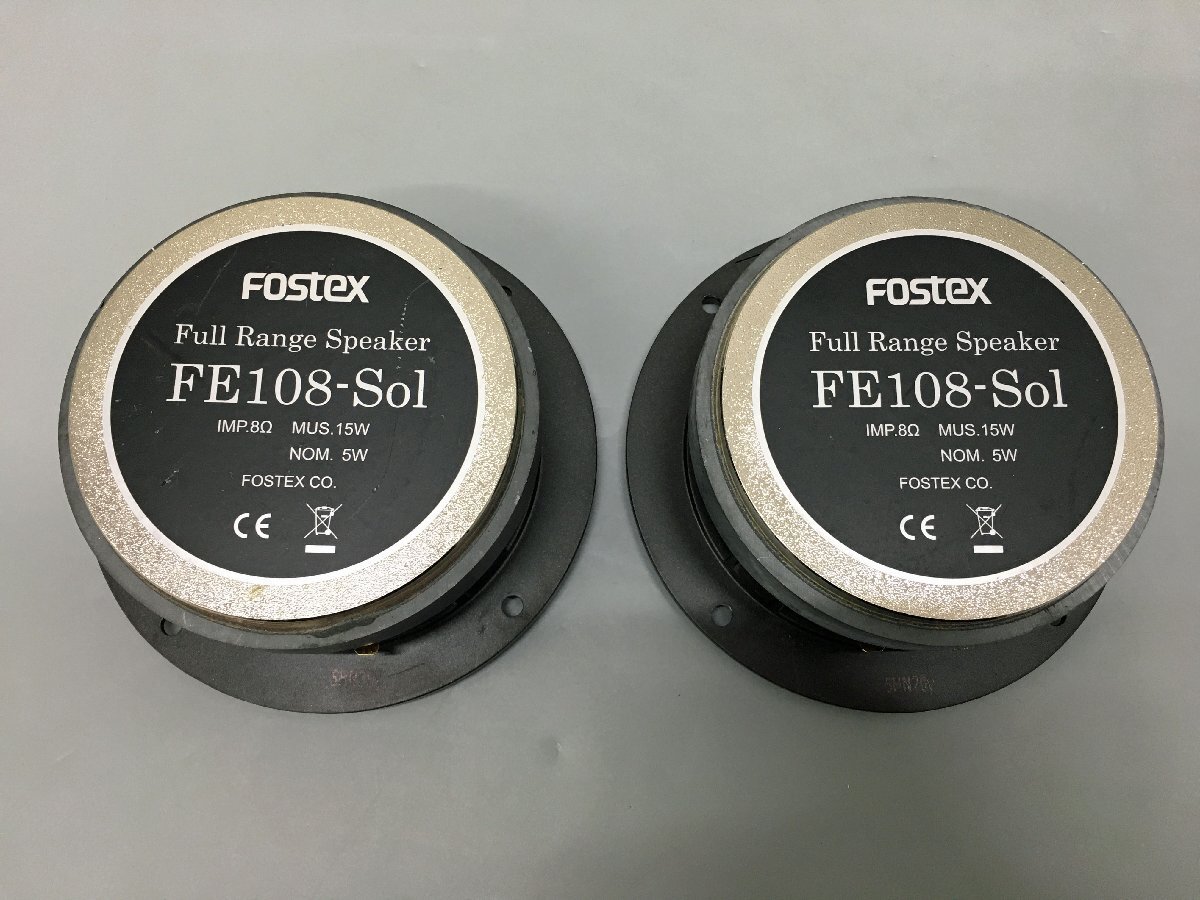 FOSTEX
Full Range Speaker
FE108-Sol
IMP.8Ω MUS.15W
NOM. 5W
FOSTEX CO.
CE
FOSTEX
Full Range Speaker
FE108-Sol
IMP.8Ω MUS.15W
NOM. 5W
FOSTEX CO.
CE